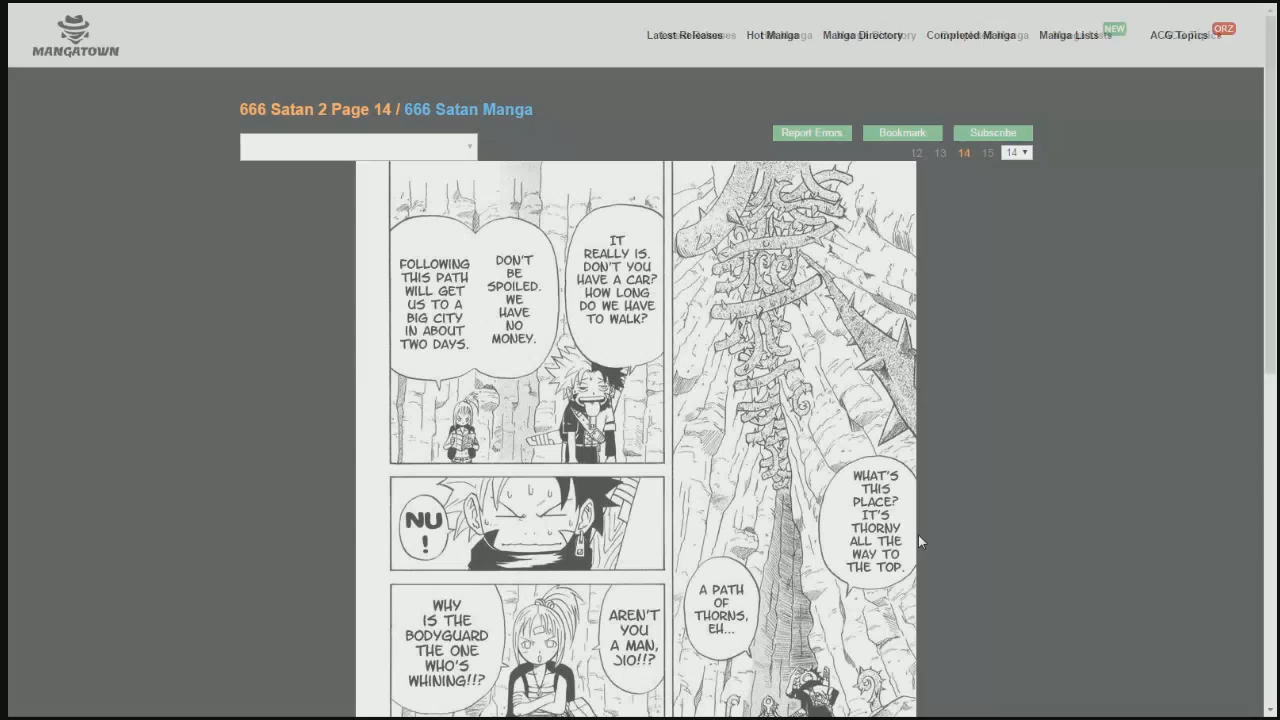 MANGATOWN
Latest Releases
Hot Manga
Manga Directory
Completed Manga
Manga Lists
NEW
ACG Topics
ORZ
666 Satan 2 Page 14 / 666 Satan Manga
Report Errors
Bookmark
Subscribe
12 13 14 15 14
WHAT'S
THIS
PLACE?
IT'S
THORNY
ALL THE
WAY TO
THE TOP.
A PATH
OF
THORNS,
EH...
IT
REALLY IS.
DON'T YOU
HAVE A CAR?
HOW LONG
DO WE HAVE
TO WALK?
DON'T
BE
SPOILED.
WE
HAVE
NO
MONEY.
FOLLOWING
THIS PATH
WILL GET
US TO A
BIG CITY
IN ABOUT
TWO DAYS.
NU
!
AREN'T
YOU
A MAN,
JIO!!?
WHY
IS THE
BODYGUARD
THE ONE
WHO'S
WHINING!!?